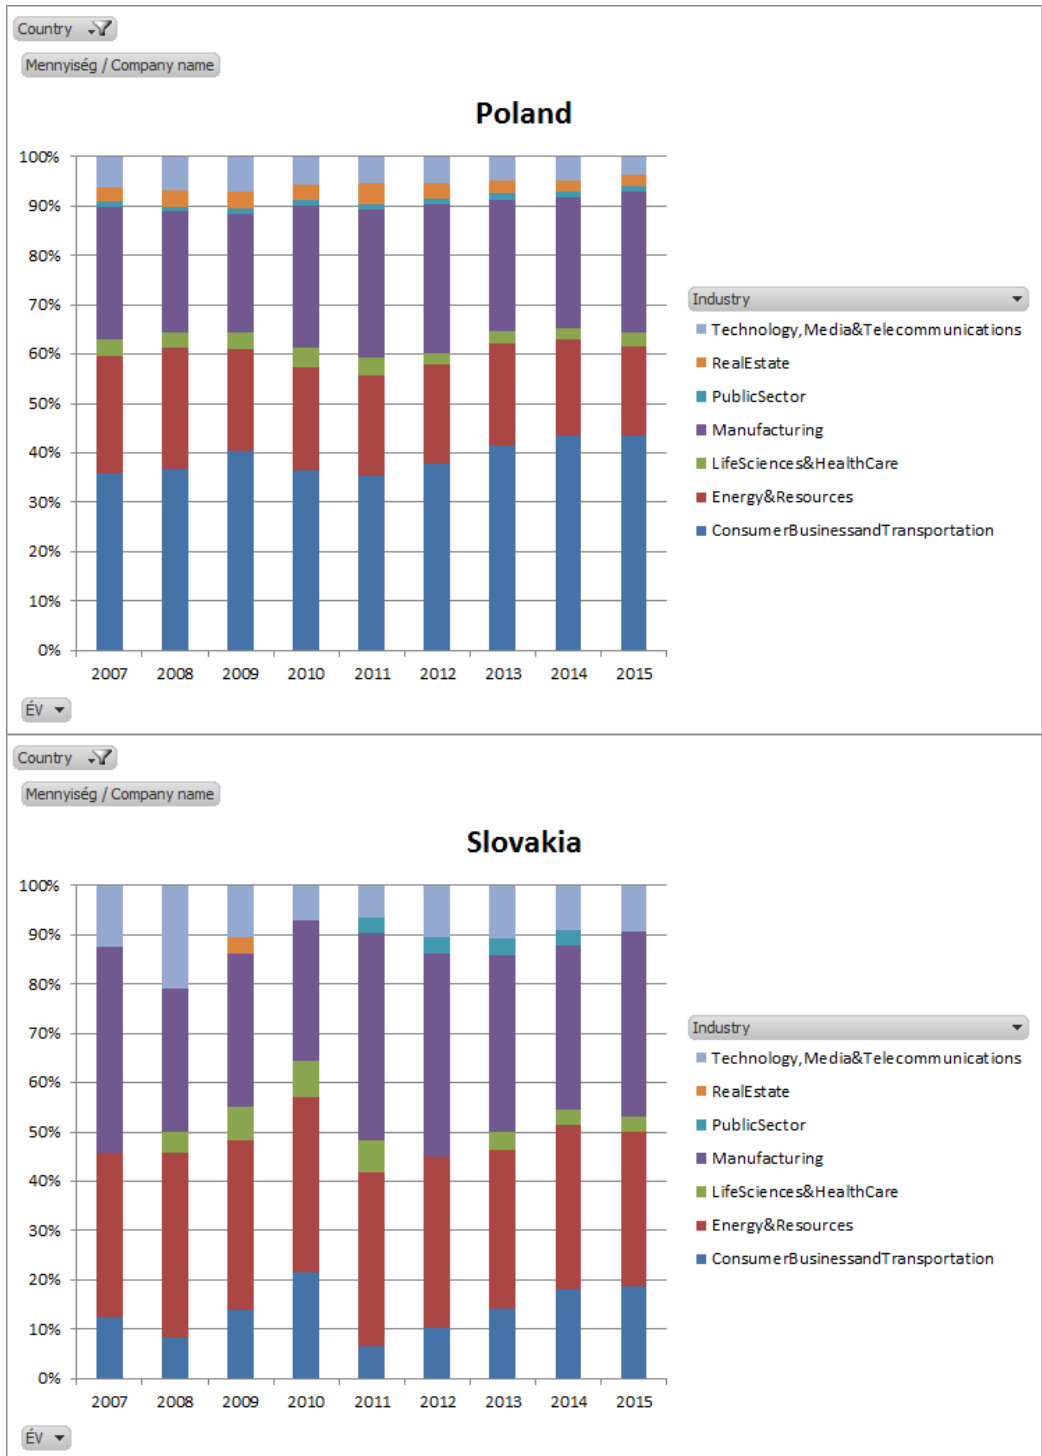 Country
Mennyiség / Company name
Poland
100%
90%
80%
70%
60%
50%
40%
30%
20%
10%
0%
2007 2008 2009 2010 2011 2012 2013 2014 2015
Industry
Technology,Media&Telecommunications
RealEstate
PublicSector
Manufacturing
LifeSciences&HealthCare
Energy&Resources
ConsumerBusinessandTransportation
ÉV
Country
Mennyiség / Company name
Slovakia
100%
90%
80%
70%
60%
50%
40%
30%
20%
10%
0%
2007 2008 2009 2010 2011 2012 2013 2014 2015
Industry
Technology,Media&Telecommunications
RealEstate
PublicSector
Manufacturing
LifeSciences&HealthCare
Energy&Resources
ConsumerBusinessandTransportation
ÉV